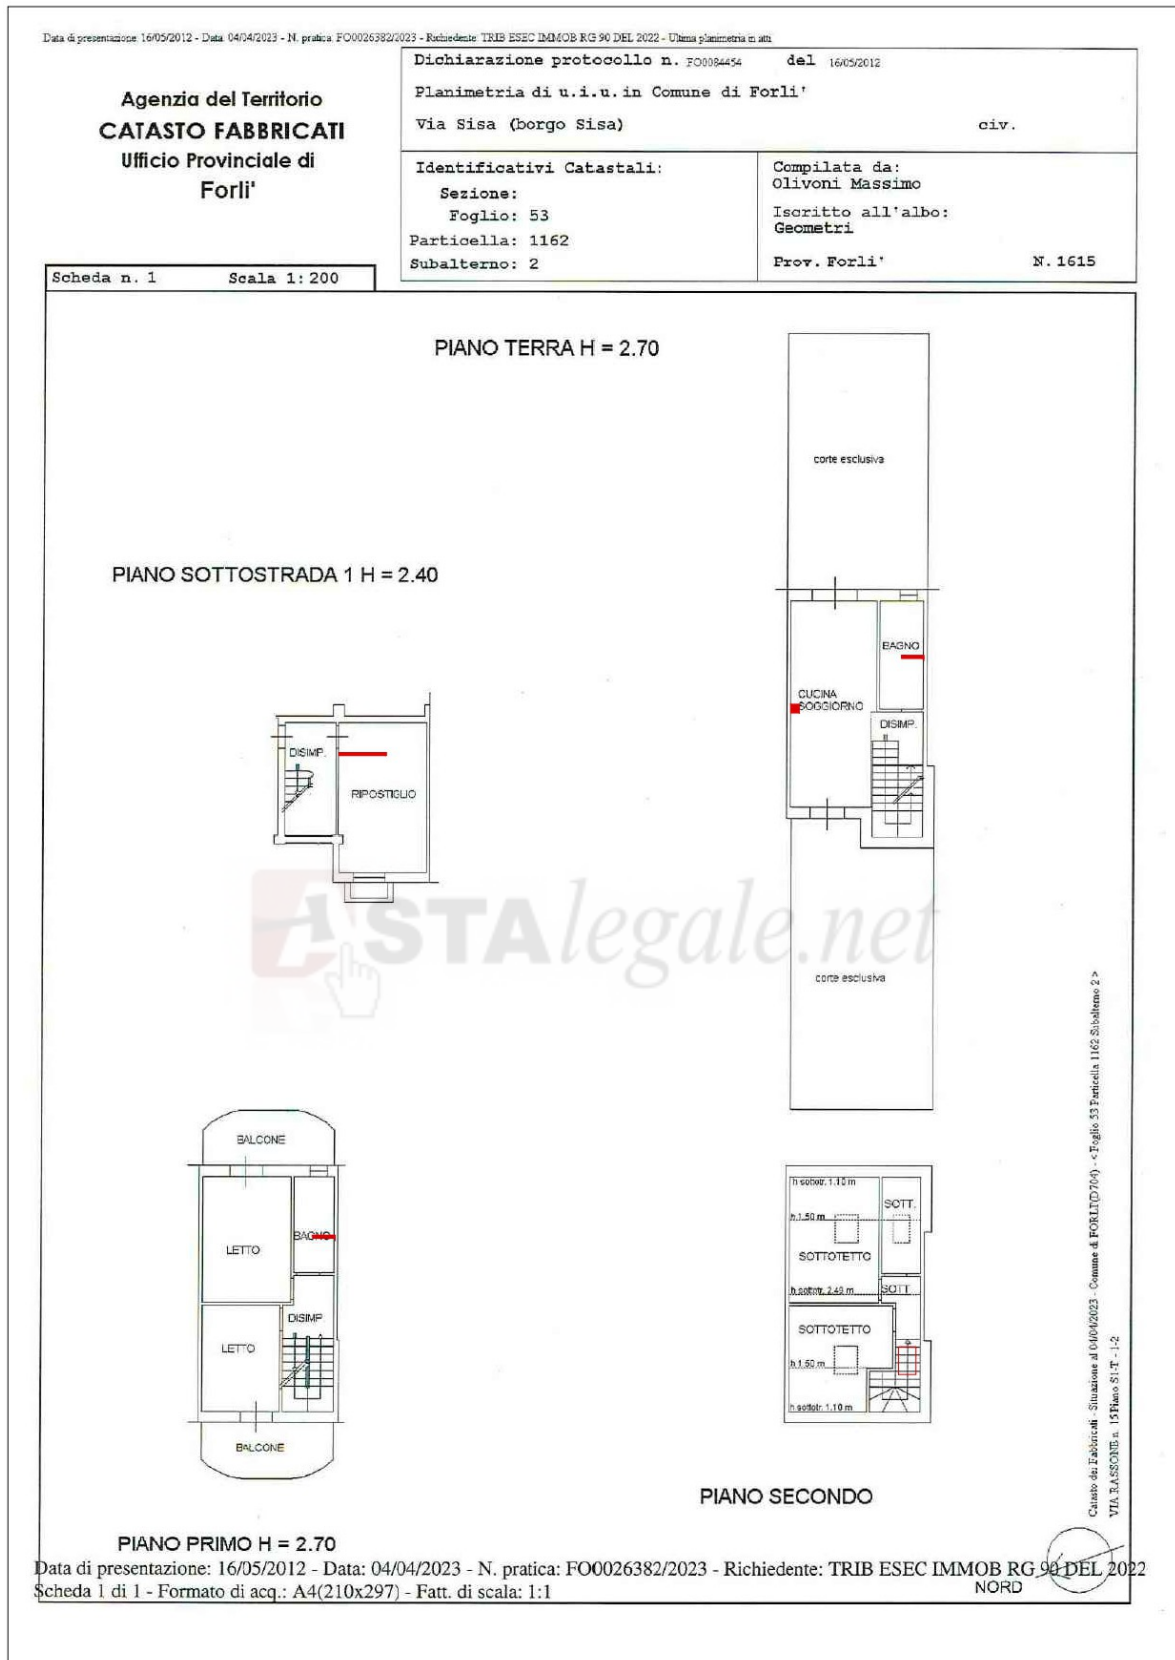 Data di presentazione: 16/05/2012 - Data: 04/04/2023 - N. pratica: FO0026382/2023 - Richiedente: TRIB ESEC IMMOB RG 90 DEL 2022 - Ultima planimetria in atti
Agenzia del Territorio
CATASTO FABBRICATI
Ufficio Provinciale di
Forli'
Dichiarazione protocollo n. FO0084454 del 16/05/2012
Planimetria di u.i.u. in Comune di Forli'
Via Sisa (borgo Sisa) civ.
Identificativi Catastali:
Sezione:
Foglio: 53
Particella: 1162
Subalterno: 2
Compilata da:
Olivoni Massimo
Iscritto all'albo:
Geometri
Prov. Forli' N. 1615
Scheda n. 1 Scala 1: 200
PIANO TERRA H = 2.70
corte esclusiva
BAGNO
CUCINA
SOGGIORNO
DISIMP.
corte esclusiva
PIANO SOTTOSTRADA 1 H = 2.40
DISIMP.
RIPOSTIGLIO
ASTAlegale.net
BALCONE
BAGNO
LETTO
DISIMP.
LETTO
BALCONE
PIANO PRIMO H = 2.70
h sottotr. 1.10 m
SOTT.
h 1.50 m
SOTTOTETTO
h sottotr. 2.49 m
SOTT.
SOTTOTETTO
h 1.50 m
h sottotr. 1.10 m
PIANO SECONDO
Catasto dei Fabbricati - Situazione al 04/04/2023 - Comune di FORLI'(D704) - < Foglio 53 Particella 1162 Subalterno 2 >
VIA RASSONE n. 15 Piano S1-T - 1-2
Data di presentazione: 16/05/2012 - Data: 04/04/2023 - N. pratica: FO0026382/2023 - Richiedente: TRIB ESEC IMMOB RG 90 DEL 2022
Scheda 1 di 1 - Formato di acq.: A4(210x297) - Fatt. di scala: 1:1
NORD